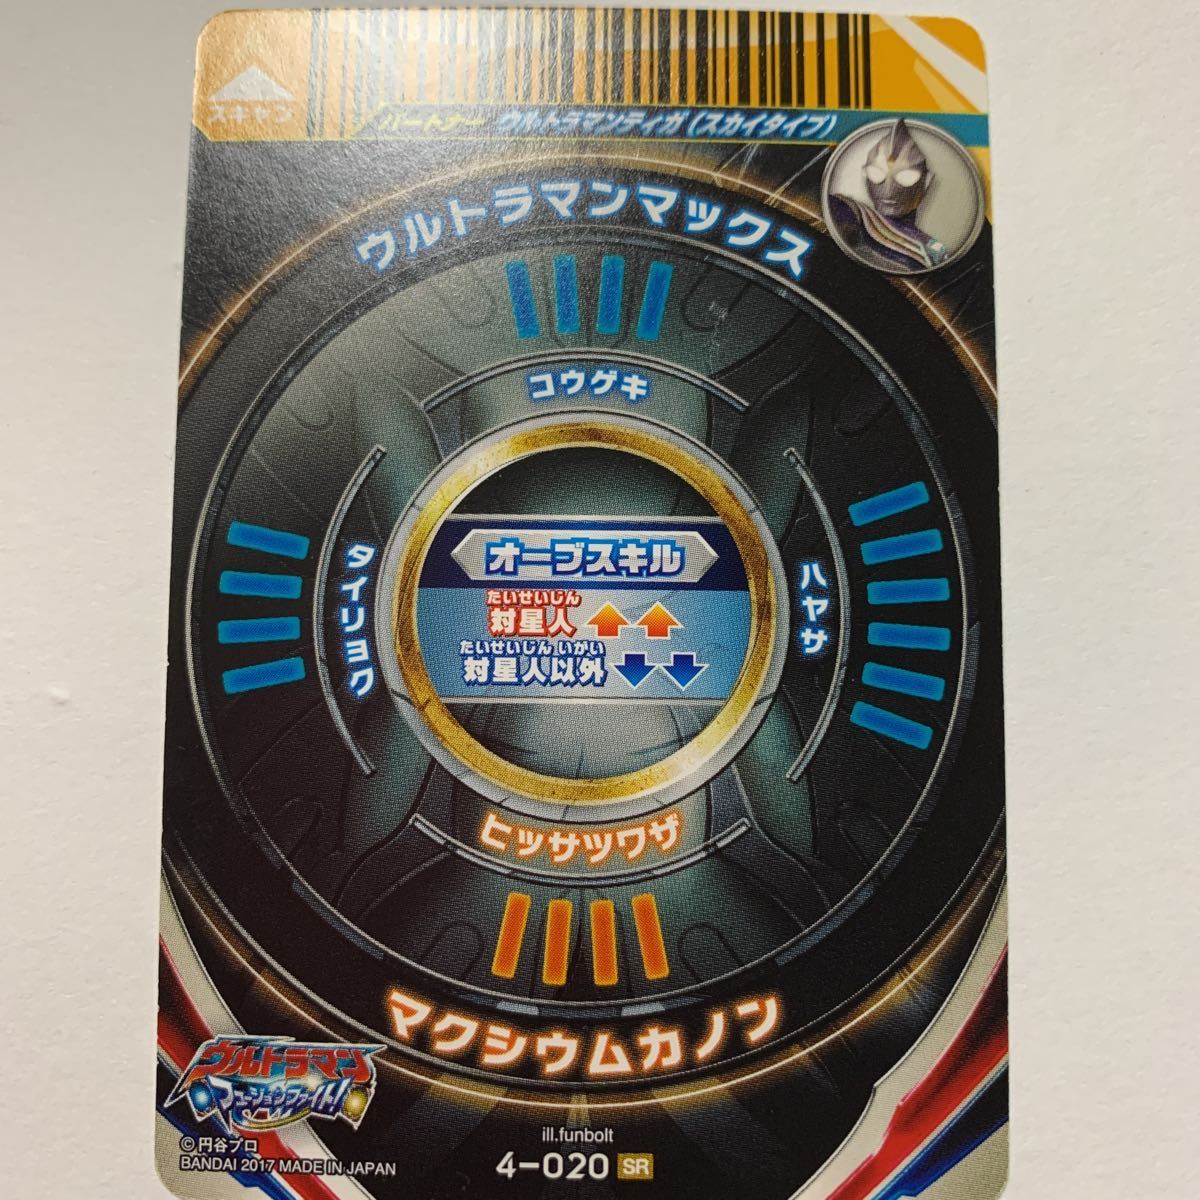 スキャン
パートナー ウルトラマンティガ(スカイタイプ)
ウルトラマンマックス
コウゲキ
タイリョク
ハヤサ
オーブスキル
たいせいじん
対星人
たいせいじん いがい
対星人以外
ヒッサツワザ
マクシウムカノン
ウルトラマン
フュージョンファイト!
©円谷プロ
BANDAI 2017 MADE IN JAPAN
ill.funbolt
4-020 SR